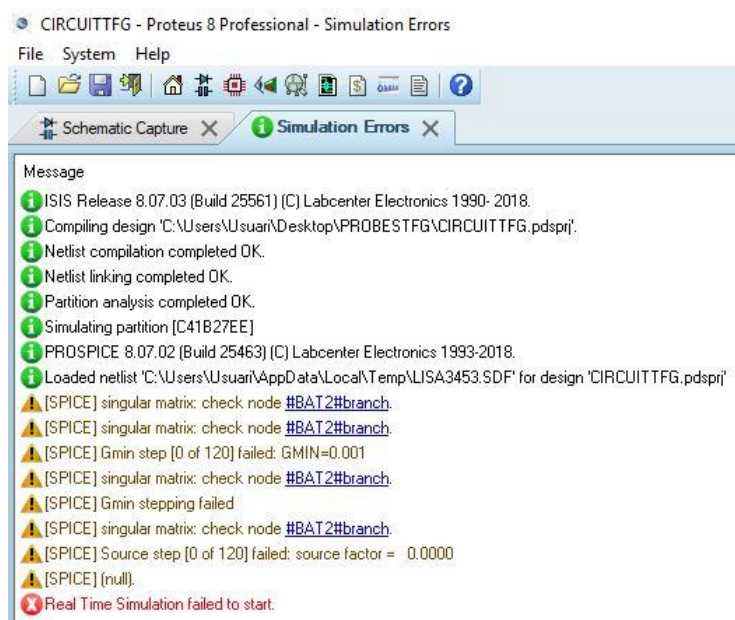 CIRCUITTFG - Proteus 8 Professional - Simulation Errors
File System Help
Schematic Capture Simulation Errors
Message
ISIS Release 8.07.03 (Build 25561) (C) Labcenter Electronics 1990- 2018.
Compiling design 'C:\Users\Usuari\Desktop\PROBESTFG\CIRCUITTFG.pdsprj'.
Netlist compilation completed OK.
Netlist linking completed OK.
Partition analysis completed OK.
Simulating partition [C41B27EE]
PROSPICE 8.07.02 (Build 25463) (C) Labcenter Electronics 1993-2018.
Loaded netlist 'C:\Users\Usuari\AppData\Local\Temp\LISA3453.SDF' for design 'CIRCUITTFG.pdsprj'
[SPICE] singular matrix: check node #BAT2#branch.
[SPICE] singular matrix: check node #BAT2#branch.
[SPICE] Gmin step [0 of 120] failed: GMIN=0.001
[SPICE] singular matrix: check node #BAT2#branch.
[SPICE] Gmin stepping failed
[SPICE] singular matrix: check node #BAT2#branch.
[SPICE] Source step [0 of 120] failed: source factor = 0.0000
[SPICE] (null).
Real Time Simulation failed to start.